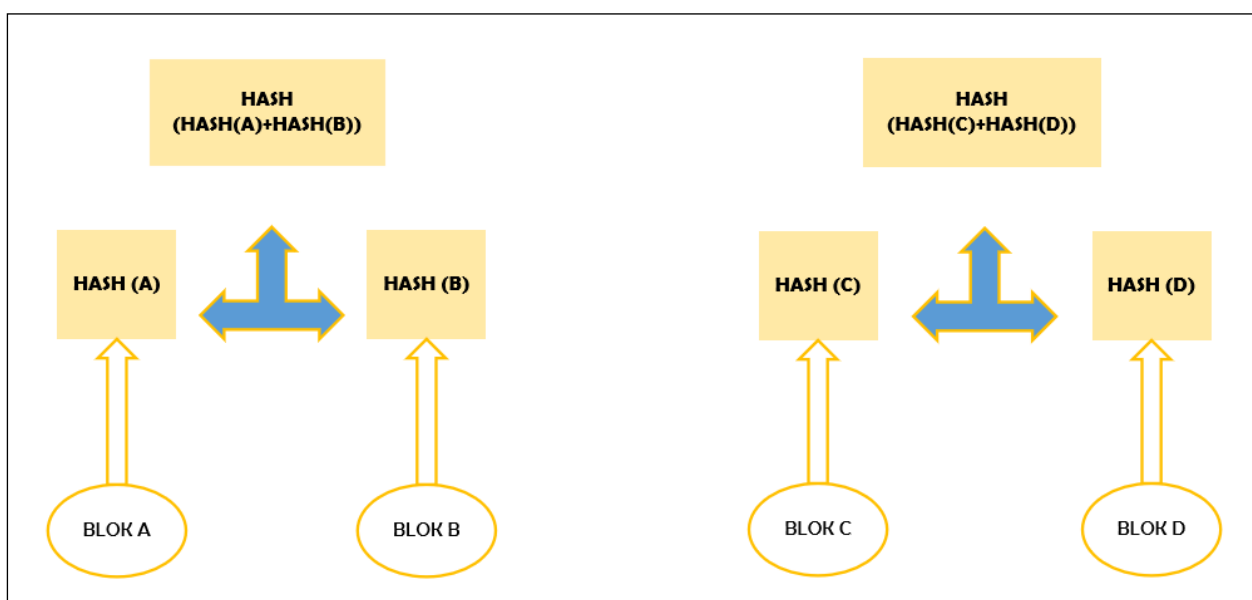 HASH
(HASH(A)+HASH(B))
HASH
(HASH(C)+HASH(D))
HASH (A)
HASH (B)
HASH (C)
HASH (D)
BLOK A
BLOK B
BLOK C
BLOK D